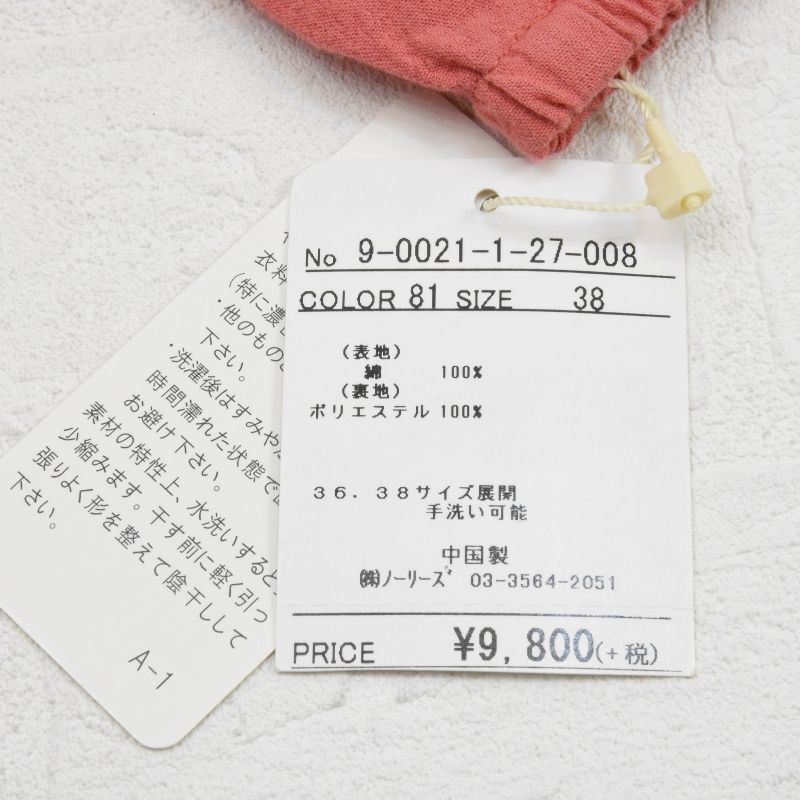 No 9-0021-1-27-008
COLOR 81 SIZE 38
(表地)
綿 100%
(裏地)
ポリエステル 100%
36．38サイズ展開
手洗い可能
中国製
㈱ノーリーズ 03-3564-2051
PRICE ¥9,800(+税)
衣料
(特に濃
・他のもの
下さい。
・洗濯後はすみやか
時間濡れた状態で
お避け下さい。
素材の特性上、水洗いすると
少縮みます。干す前に軽く引っ
張りよく形を整えて陰干しして
下さい。
A-1